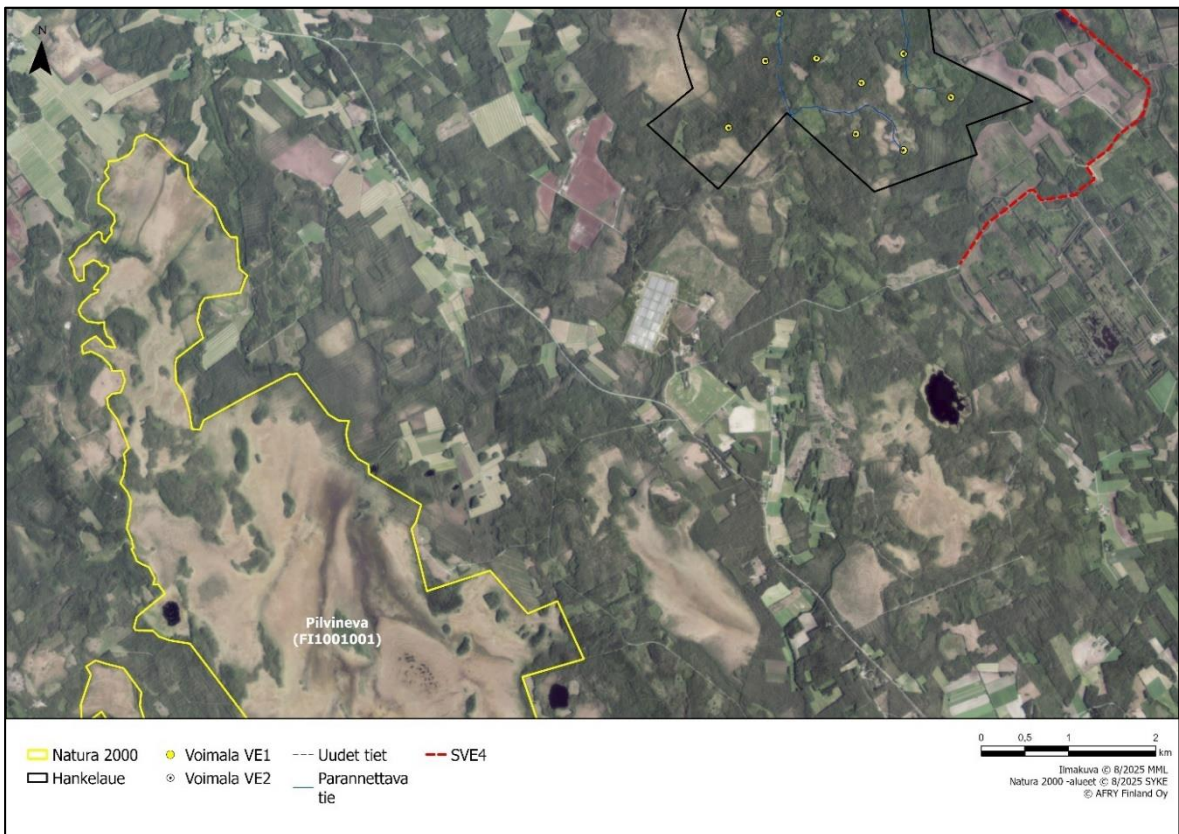 N
Pilvineva
(FI1001001)
Natura 2000
Hankelaue
Voimala VE1
Voimala VE2
Uudet tiet
Parannettava
tie
SVE4
0 0,5 1 2
km
Ilmakuva © 8/2025 MML
Natura 2000 -alueet © 8/2025 SYKE
© AFRY Finland Oy